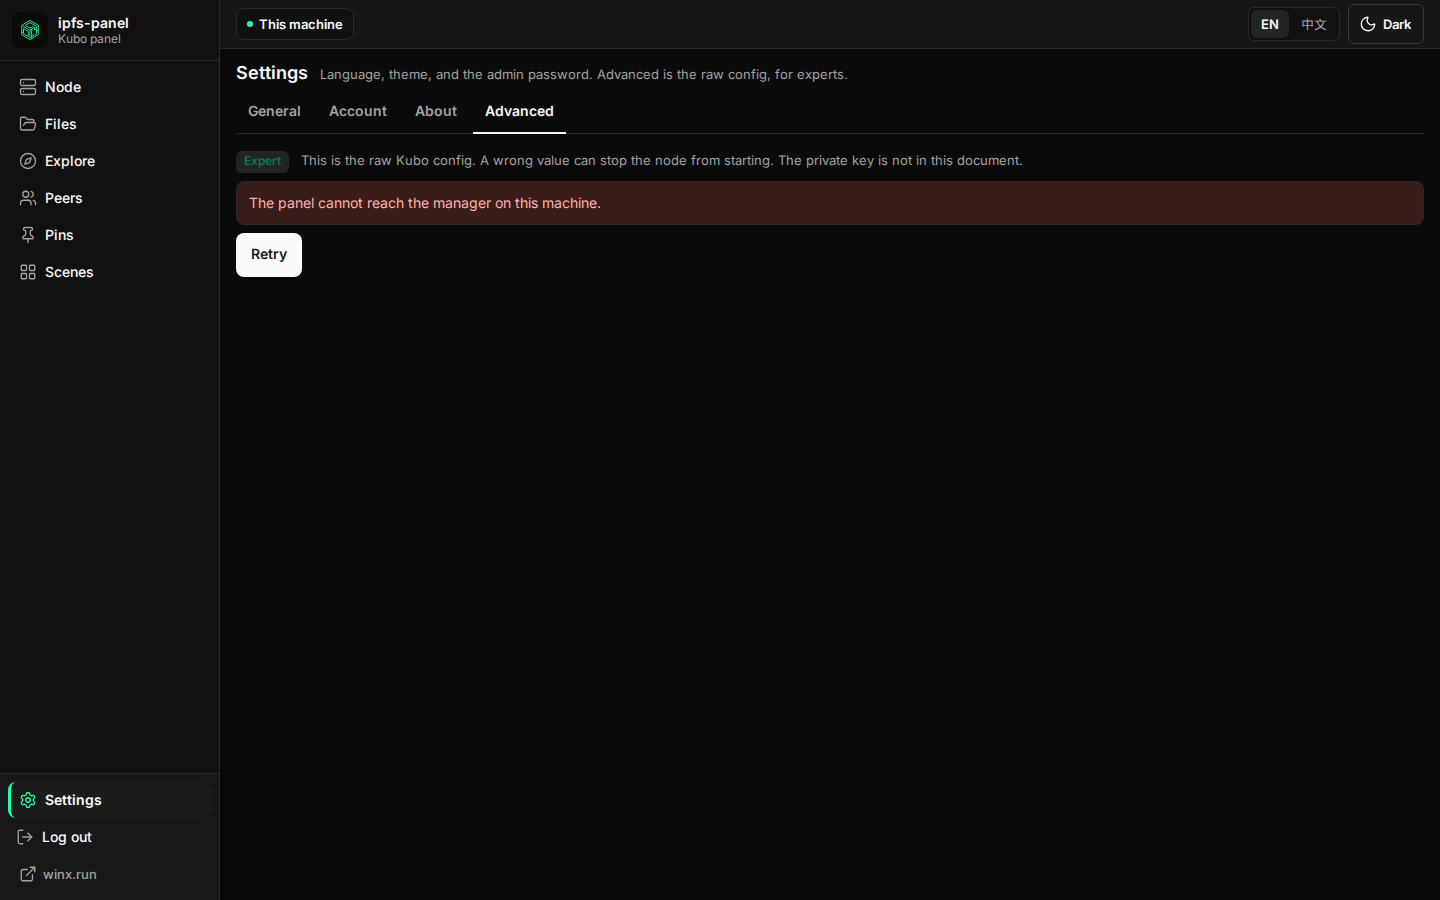 ipfs-panel
Kubo panel
This machine
EN
中文
Dark
Node
Files
Explore
Peers
Pins
Scenes
Settings
Log out
winx.run
Settings
Language, theme, and the admin password. Advanced is the raw config, for experts.
General
Account
About
Advanced
Expert
This is the raw Kubo config. A wrong value can stop the node from starting. The private key is not in this document.
The panel cannot reach the manager on this machine.
Retry